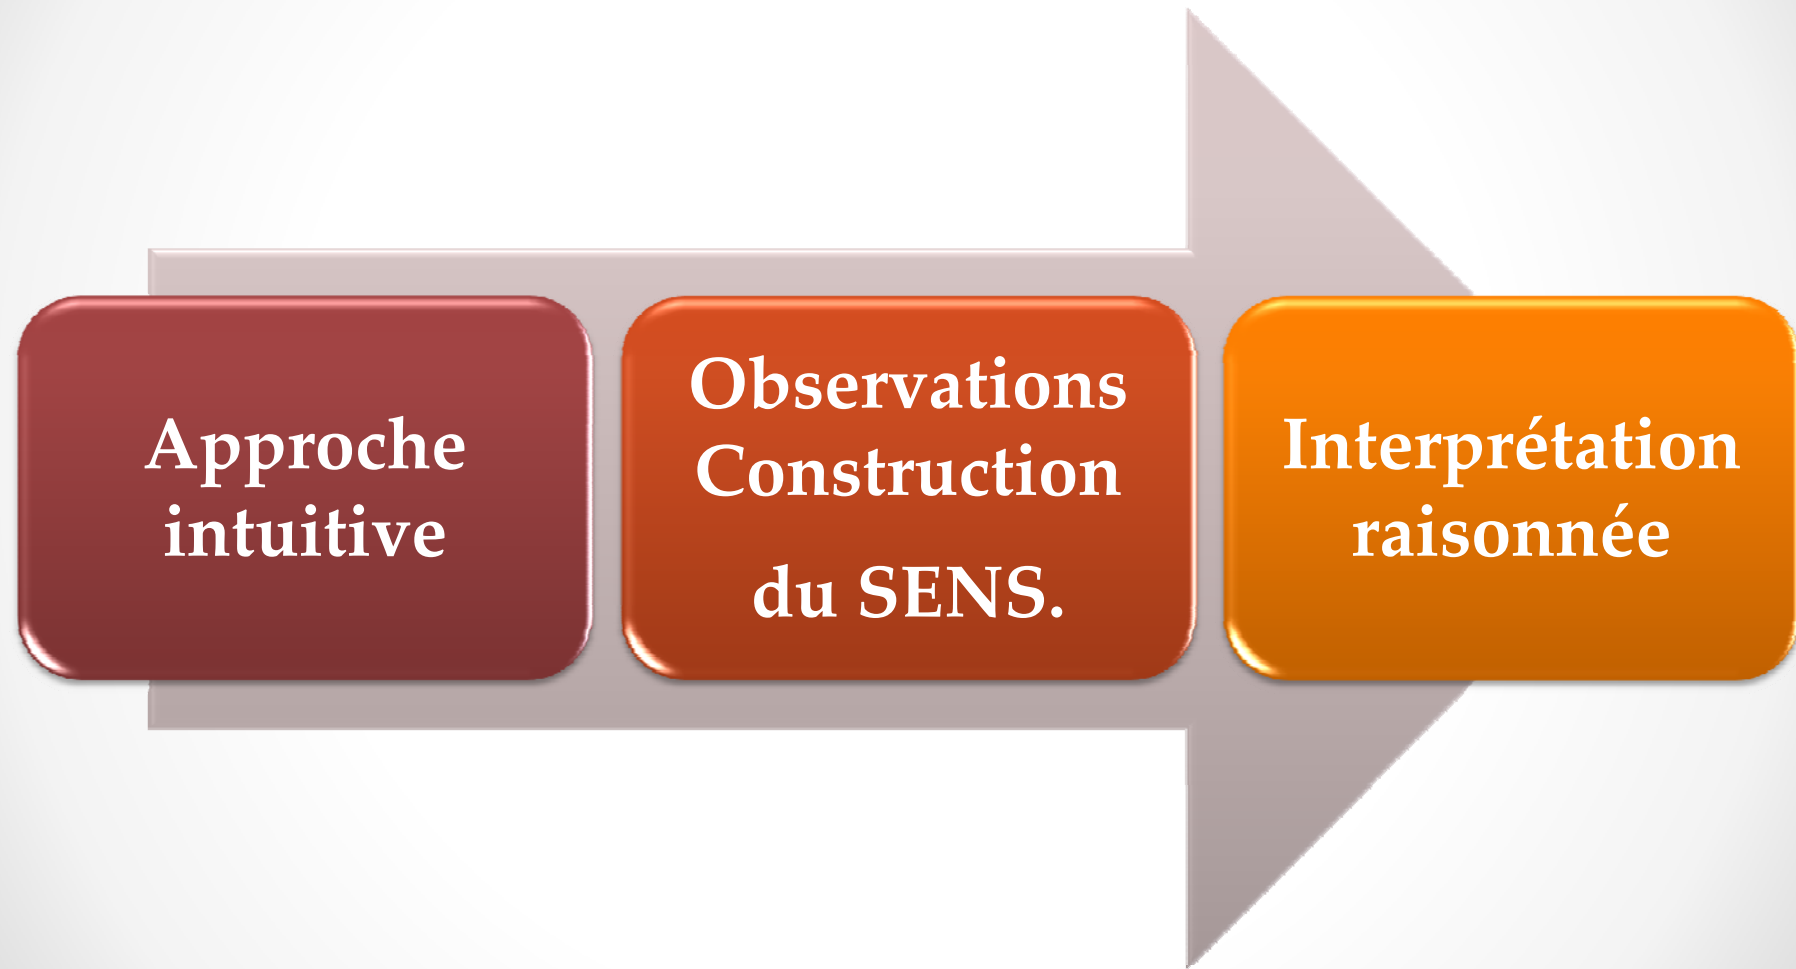 Approche
intuitive
Observations
Construction
du SENS.
Interprétation
raisonnée